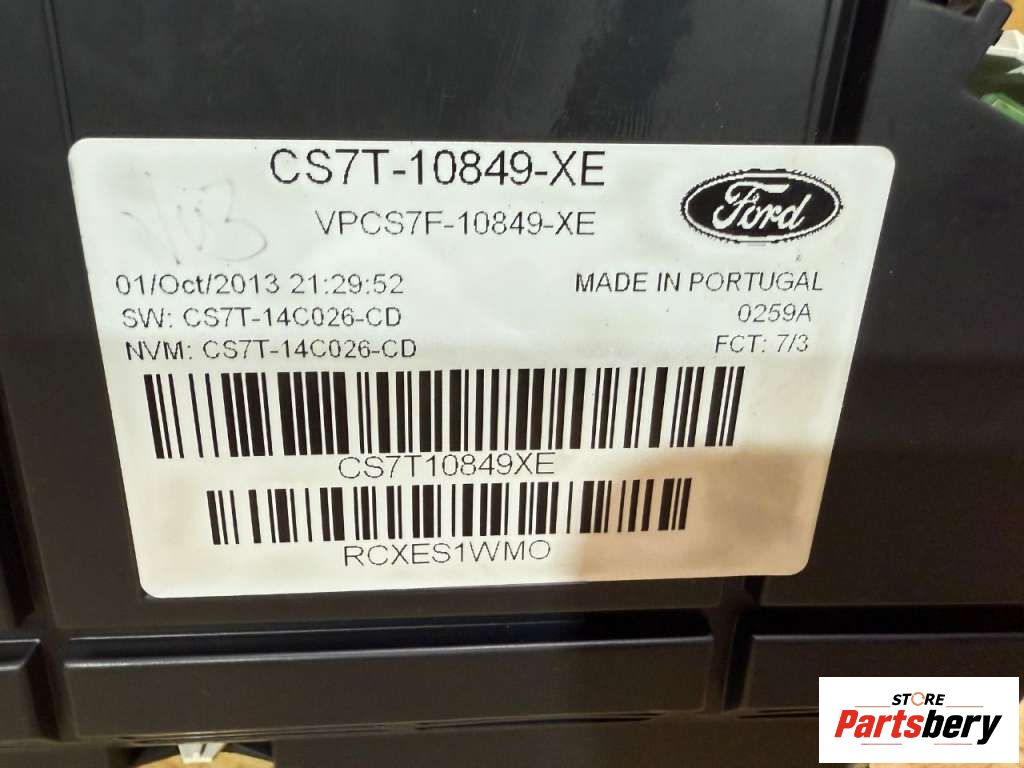 CS7T-10849-XE
VPCS7F-10849-XE
Ford
01/Oct/2013 21:29:52
MADE IN PORTUGAL
SW: CS7T-14C026-CD
0259A
NVM: CS7T-14C026-CD
FCT: 7/3
CS7T10849XE
RCXES1WMO
STORE
Partsbery